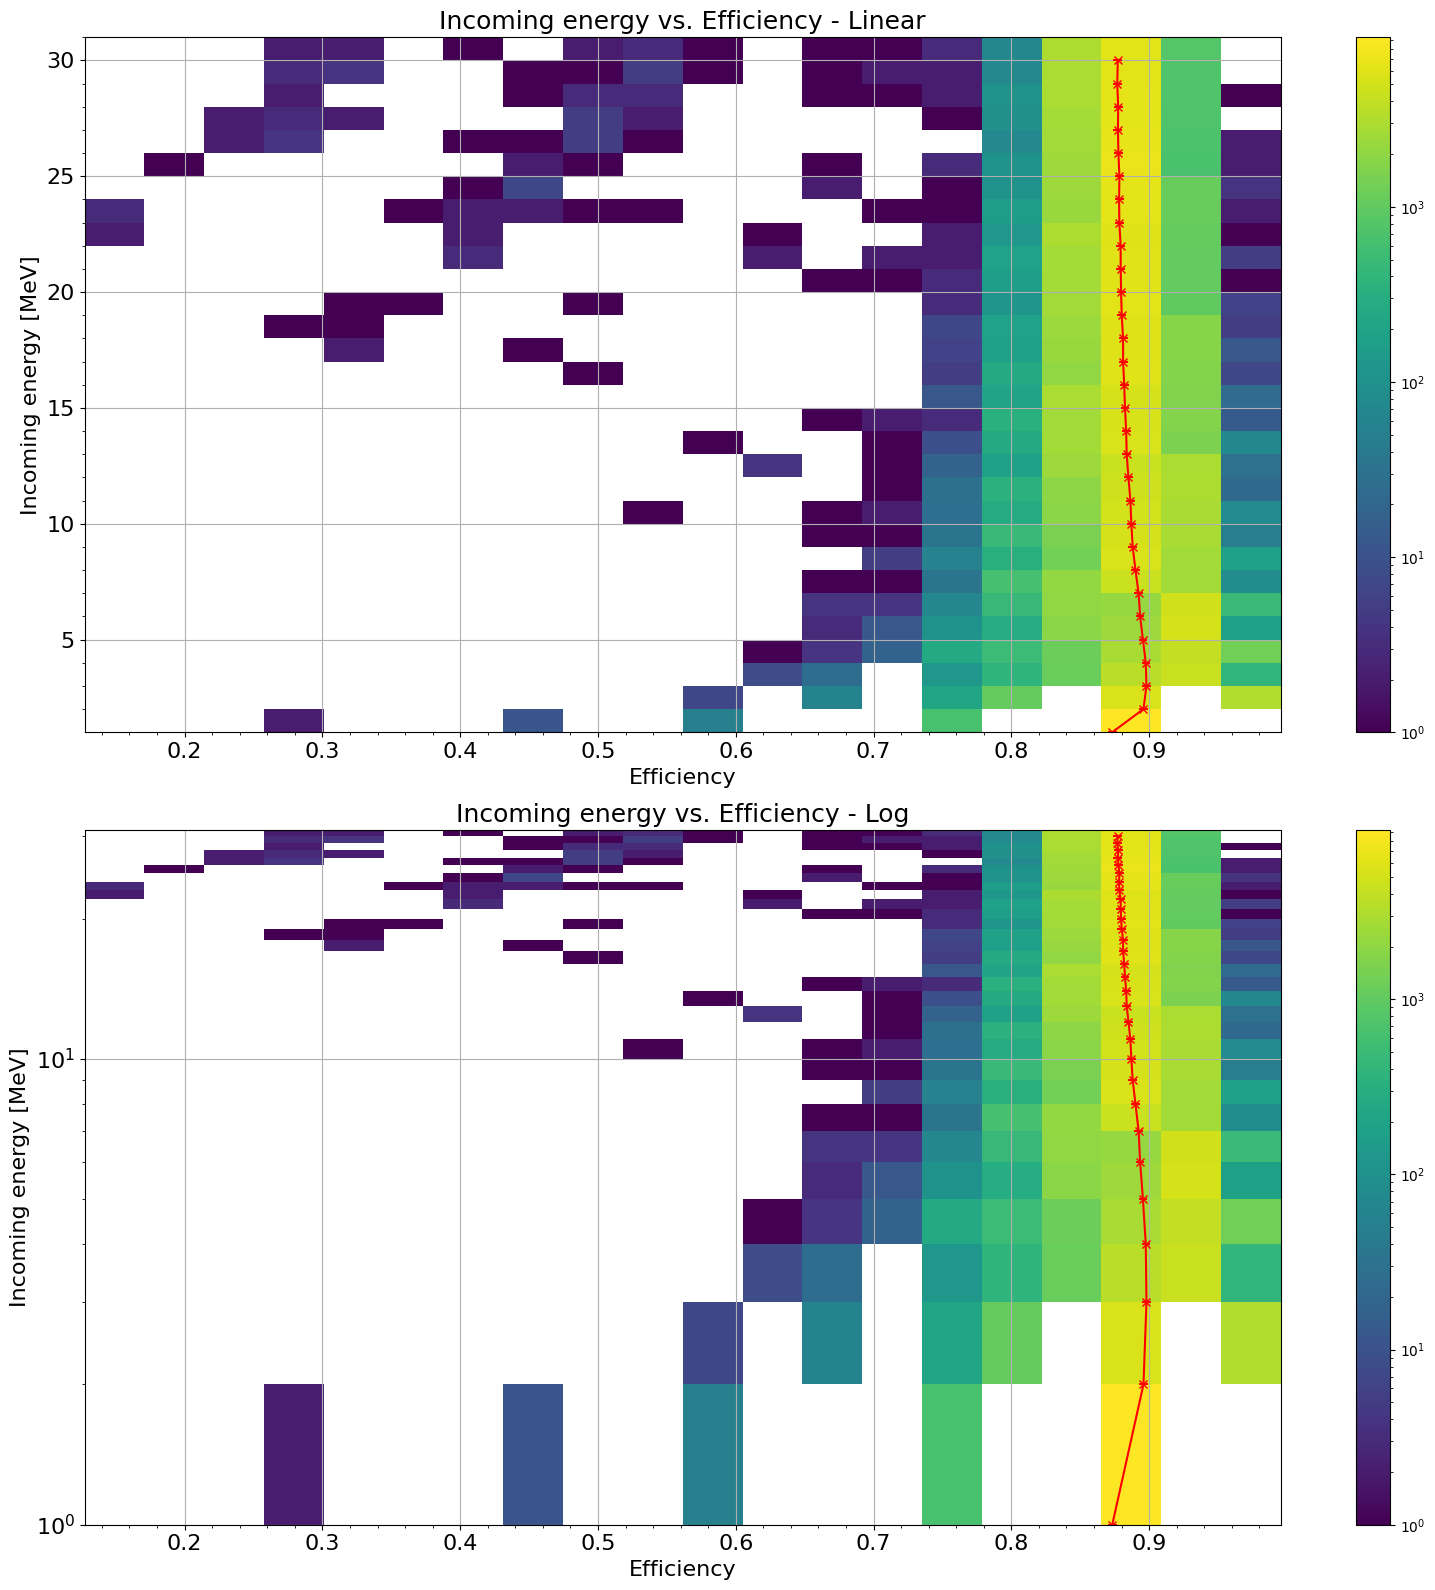 Incoming energy vs. Efficiency - Linear
30
25
20
15
10
5
Incoming energy [MeV]
0.2 0.3 0.4 0.5 0.6 0.7 0.8 0.9
Efficiency
10³
10²
10¹
10⁰
Incoming energy vs. Efficiency - Log
10¹
10⁰
Incoming energy [MeV]
0.2 0.3 0.4 0.5 0.6 0.7 0.8 0.9
Efficiency
10³
10²
10¹
10⁰